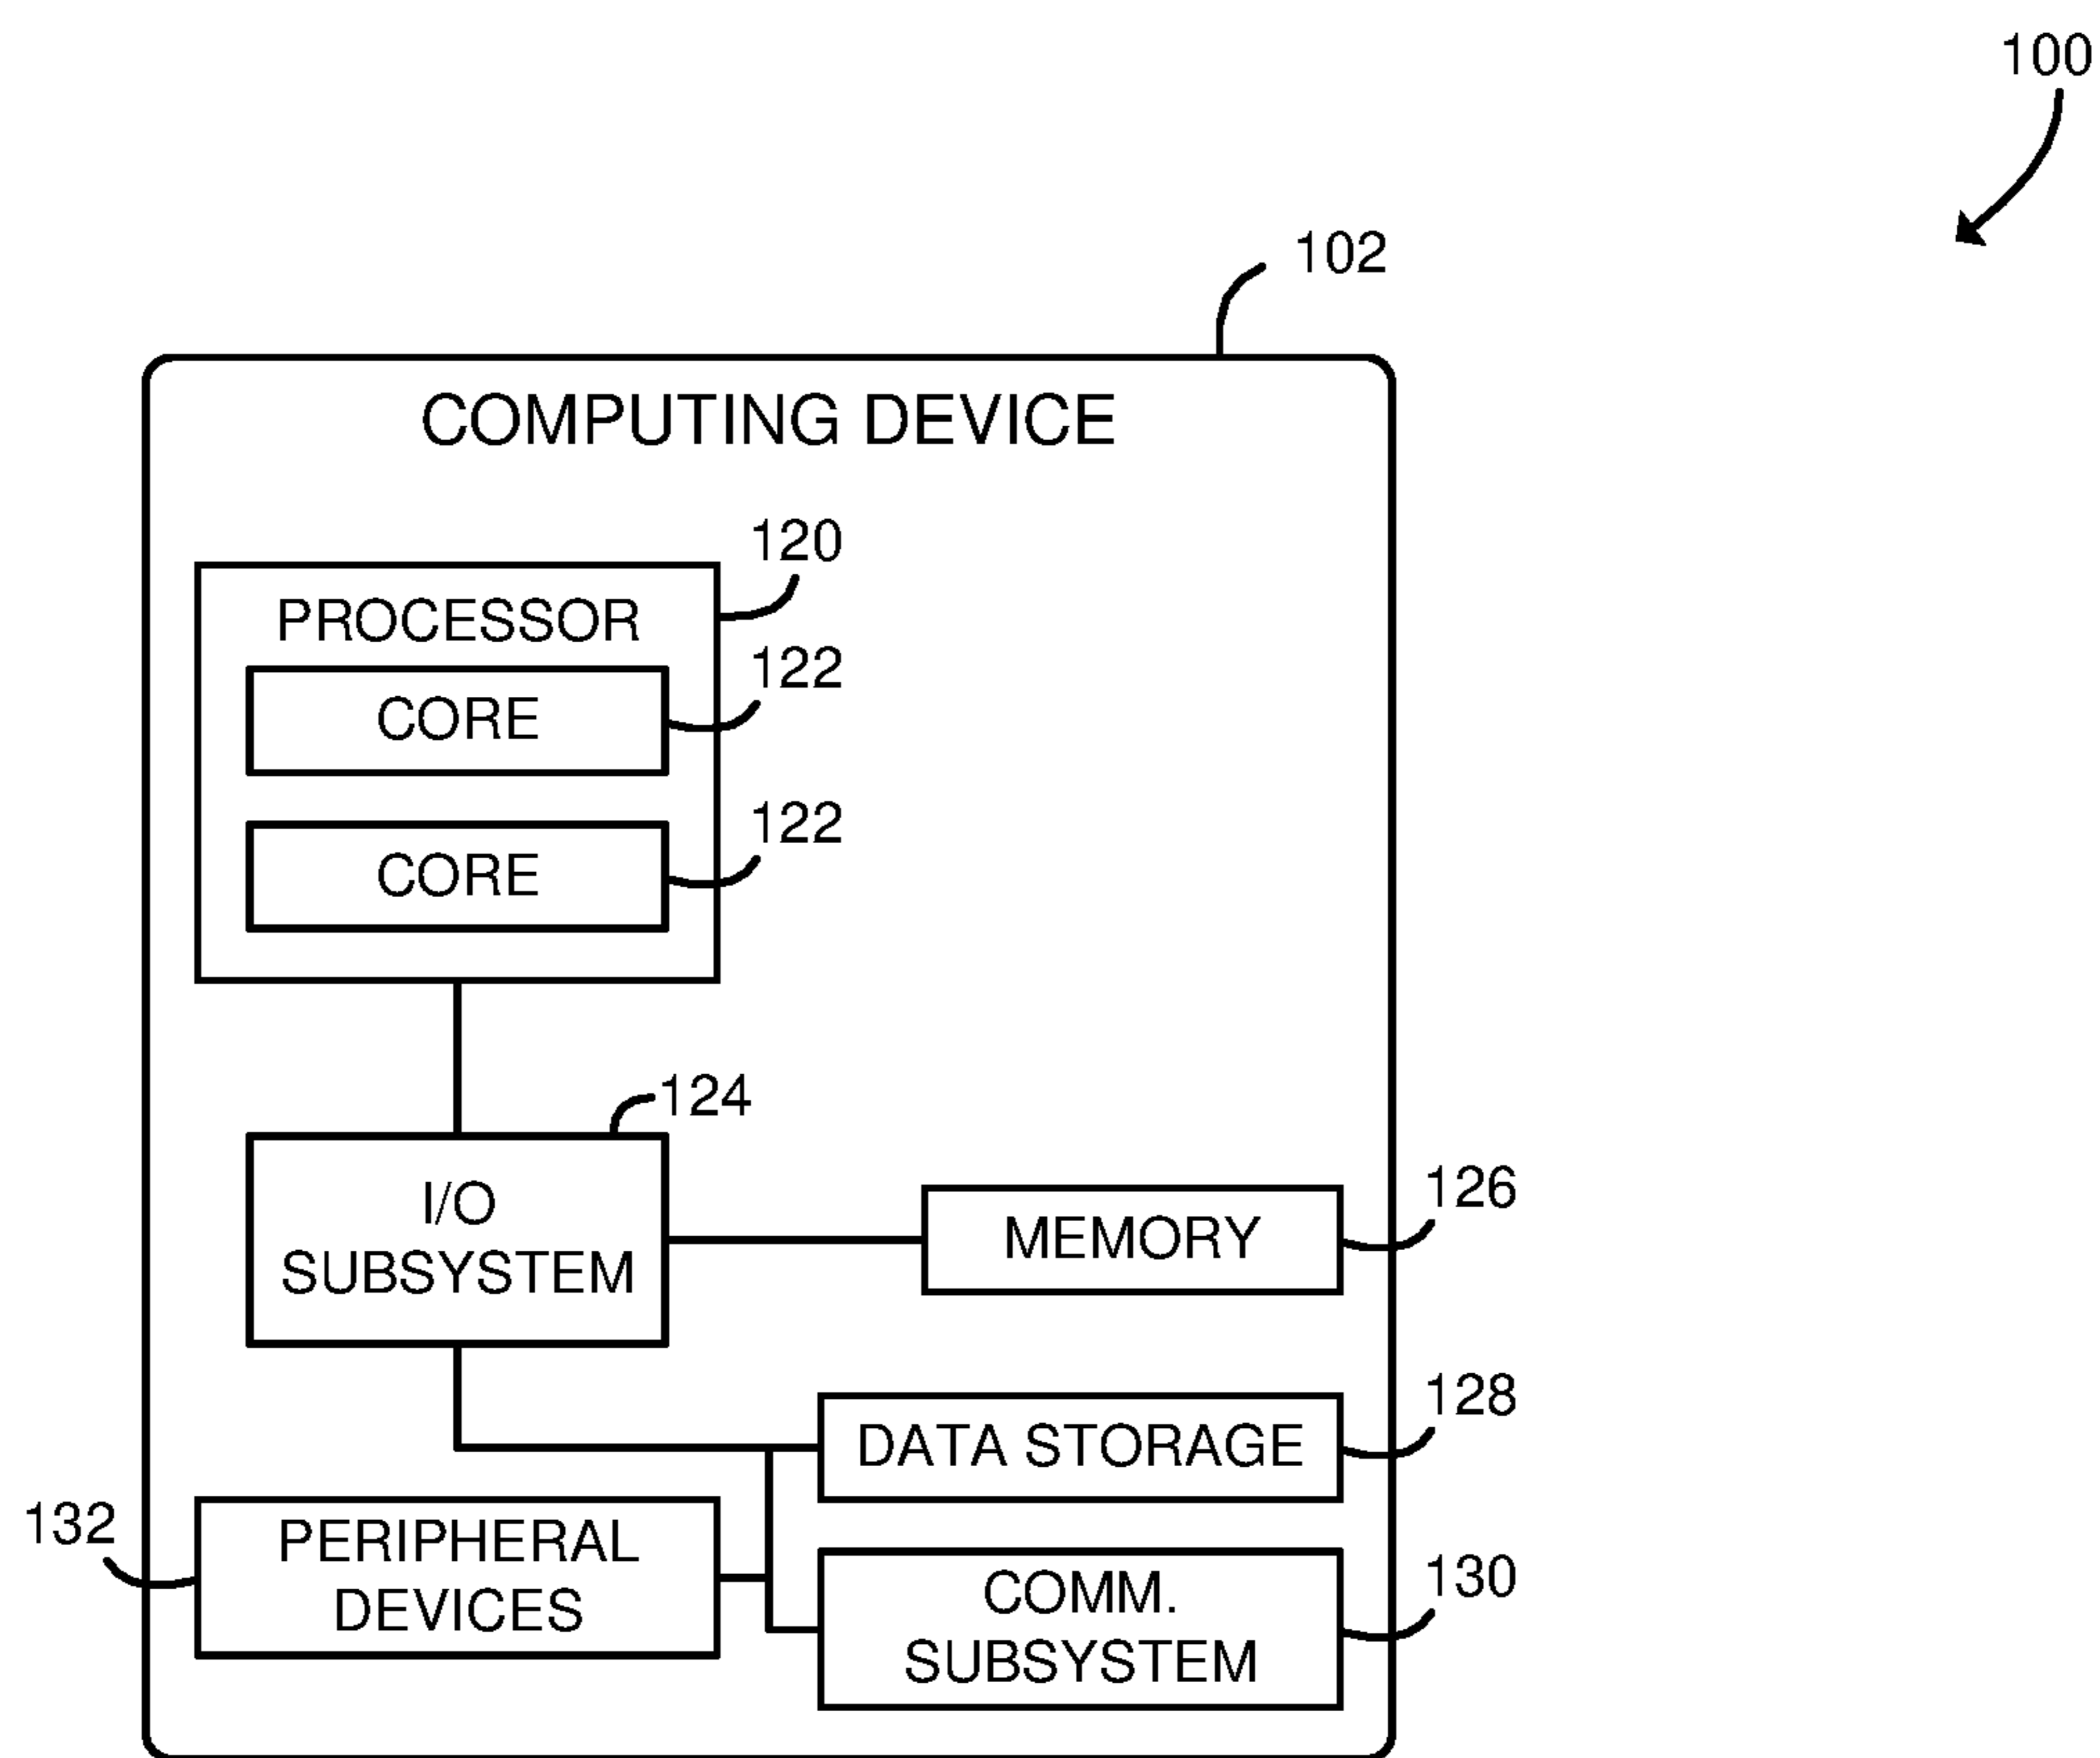 100
102
COMPUTING DEVICE
120
PROCESSOR
122
CORE
122
CORE
124
I/O
SUBSYSTEM
126
MEMORY
128
DATA STORAGE
132
PERIPHERAL
DEVICES
130
COMM.
SUBSYSTEM